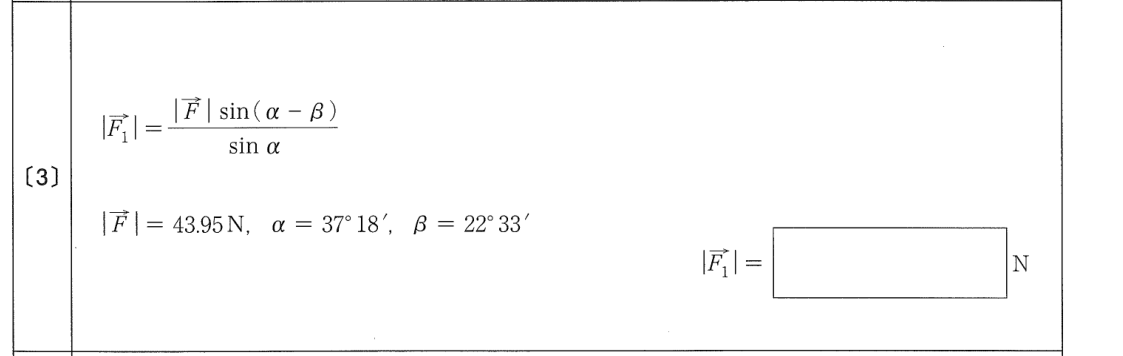 |F₁| = |F| sin(α − β) / sin α
〔3〕
|F| = 43.95 N, α = 37° 18′, β = 22° 33′
|F₁| = N